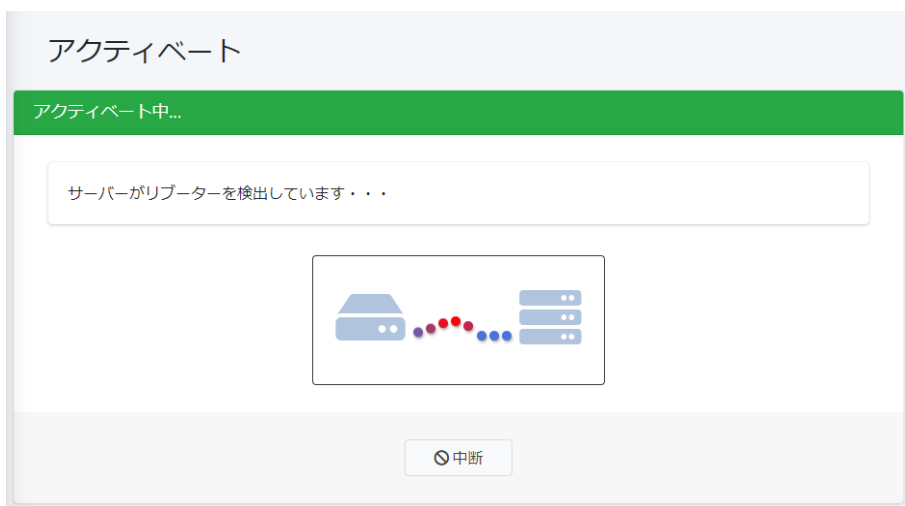 アクティベート
アクティベート中...
サーバーがリブーターを検出しています・・・
中断